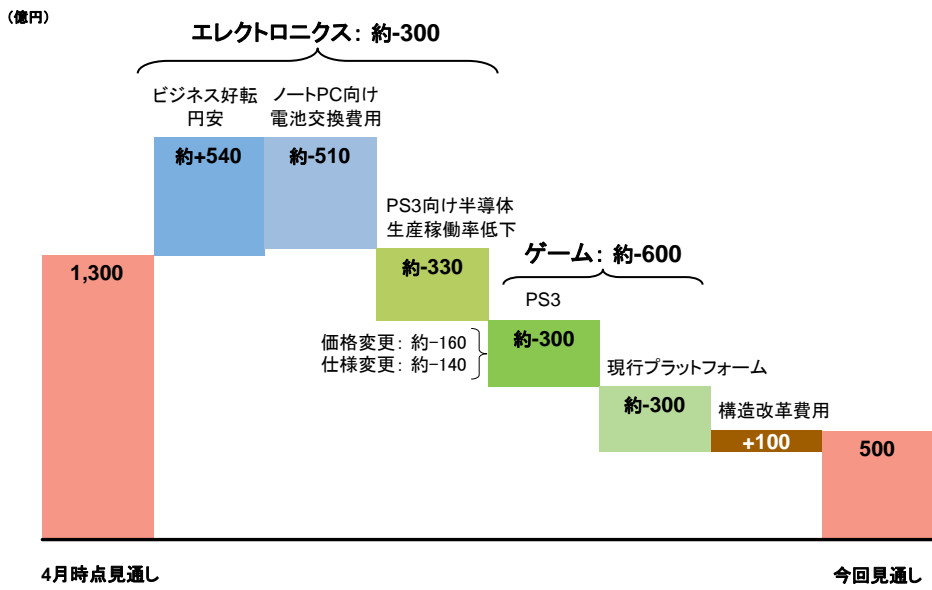 （億円）
エレクトロニクス： 約-300
ビジネス好転
円安
ノートPC向け
電池交換費用
約+540
約-510
PS3向け半導体
生産稼働率低下
1,300
約-330
ゲーム： 約-600
PS3
価格変更： 約-160
仕様変更： 約-140
約-300
現行プラットフォーム
約-300
構造改革費用
+100
500
4月時点見通し
今回見通し